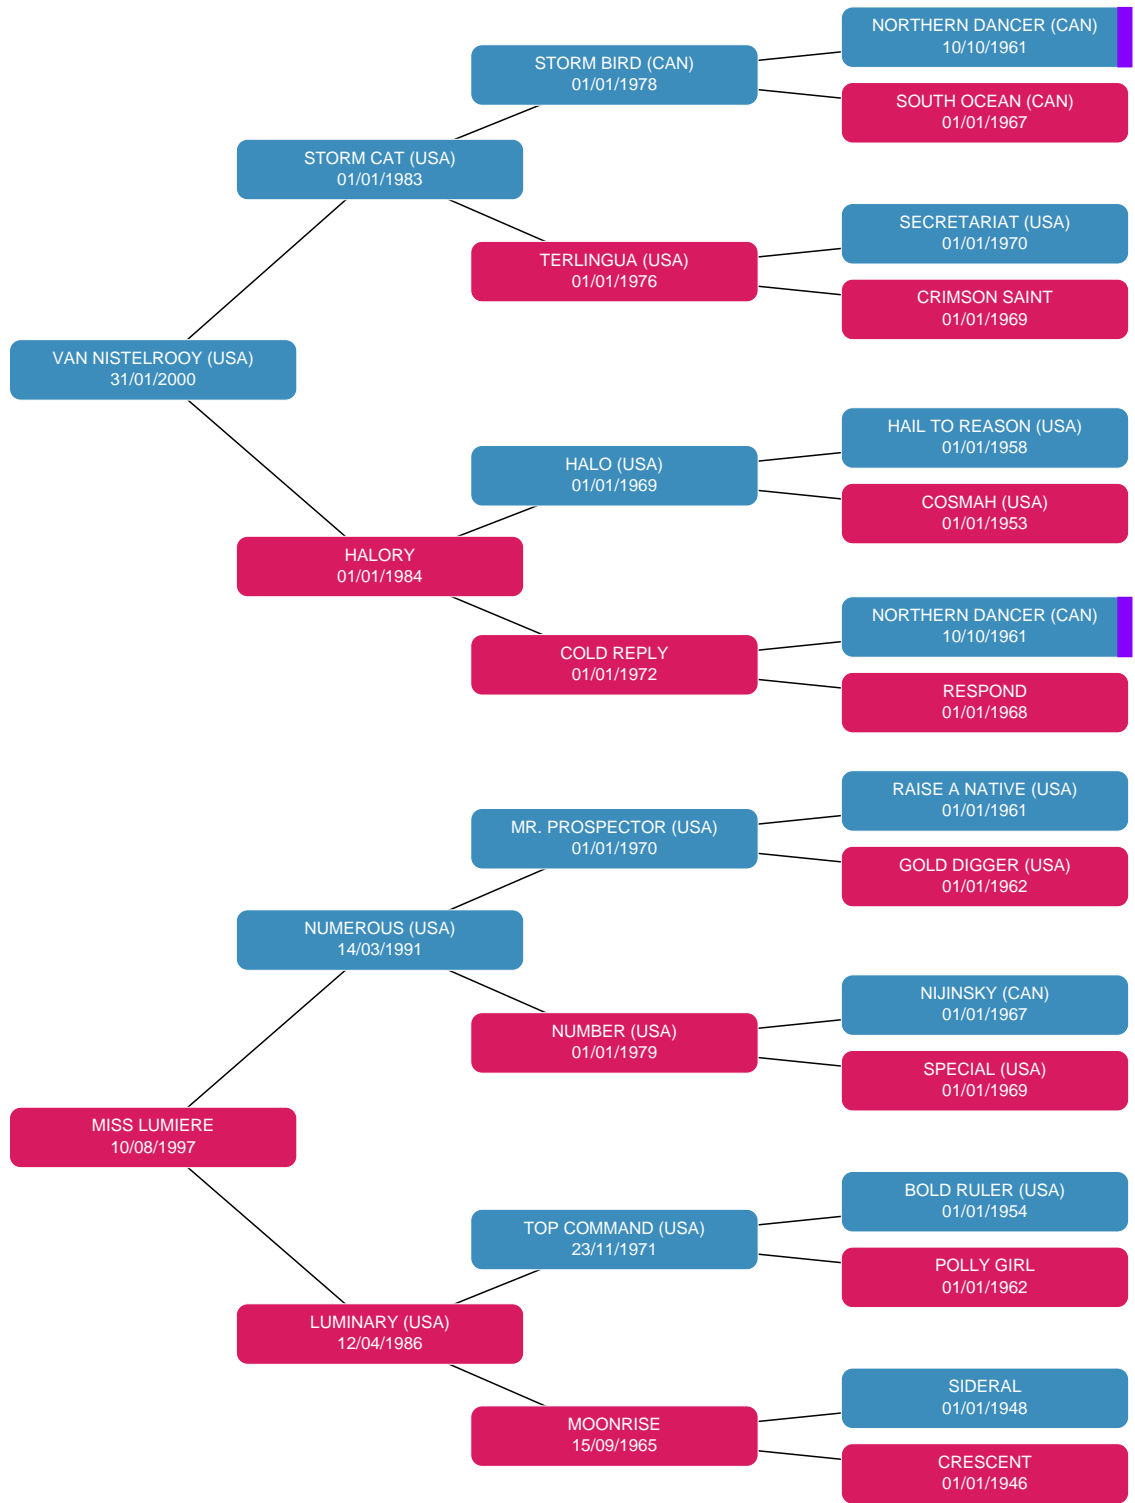 NORTHERN DANCER (CAN)
10/10/1961
STORM BIRD (CAN)
01/01/1978
SOUTH OCEAN (CAN)
01/01/1967
STORM CAT (USA)
01/01/1983
SECRETARIAT (USA)
01/01/1970
TERLINGUA (USA)
01/01/1976
CRIMSON SAINT
01/01/1969
VAN NISTELROOY (USA)
31/01/2000
HAIL TO REASON (USA)
01/01/1958
HALO (USA)
01/01/1969
COSMAH (USA)
01/01/1953
HALORY
01/01/1984
NORTHERN DANCER (CAN)
10/10/1961
COLD REPLY
01/01/1972
RESPOND
01/01/1968
RAISE A NATIVE (USA)
01/01/1961
MR. PROSPECTOR (USA)
01/01/1970
GOLD DIGGER (USA)
01/01/1962
NUMEROUS (USA)
14/03/1991
NIJINSKY (CAN)
01/01/1967
NUMBER (USA)
01/01/1979
SPECIAL (USA)
01/01/1969
MISS LUMIERE
10/08/1997
BOLD RULER (USA)
01/01/1954
TOP COMMAND (USA)
23/11/1971
POLLY GIRL
01/01/1962
LUMINARY (USA)
12/04/1986
SIDERAL
01/01/1948
MOONRISE
15/09/1965
CRESCENT
01/01/1946